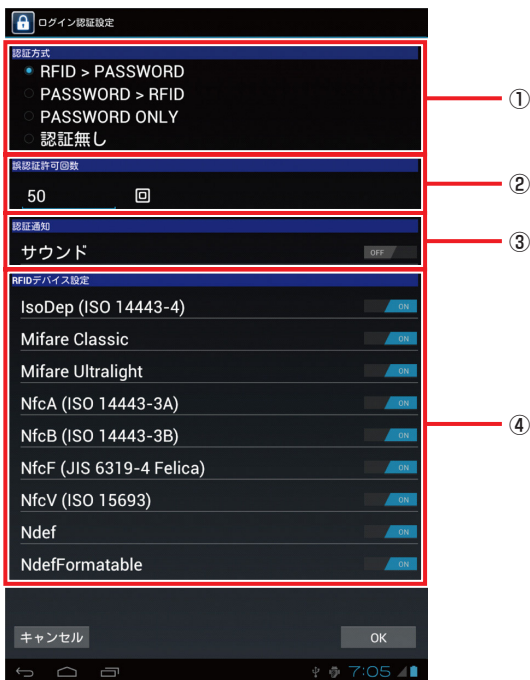 ログイン認証設定
認証方式
RFID > PASSWORD
PASSWORD > RFID
PASSWORD ONLY
認証無し
①
誤認証許可回数
50 回
②
認証通知
サウンド OFF
③
RFIDデバイス設定
IsoDep (ISO 14443-4) ON
Mifare Classic ON
Mifare Ultralight ON
NfcA (ISO 14443-3A) ON
NfcB (ISO 14443-3B) ON
④
NfcF (JIS 6319-4 Felica) ON
NfcV (ISO 15693) ON
Ndef ON
NdefFormatable ON
キャンセル OK
7:05